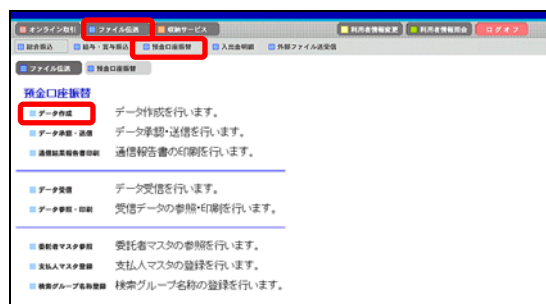 オンライン取引 ファイル伝送 収納サービス 利用者情報変更 利用者情報照会 ログオフ
総合振込 給与・賞与振込 預金口座振替 入出金明細 外部ファイル送受信
ファイル伝送 預金口座振替
預金口座振替
データ作成 データ作成を行います。
データ承認・送信 データ承認・送信を行います。
通信結果報告書印刷 通信報告書の印刷を行います。
データ受信 データ受信を行います。
データ参照・印刷 受信データの参照・印刷を行います。
委託者マスタ参照 委託者マスタの参照を行います。
支払人マスタ登録 支払人マスタの登録を行います。
検索グループ名称登録 検索グループ名称の登録を行います。